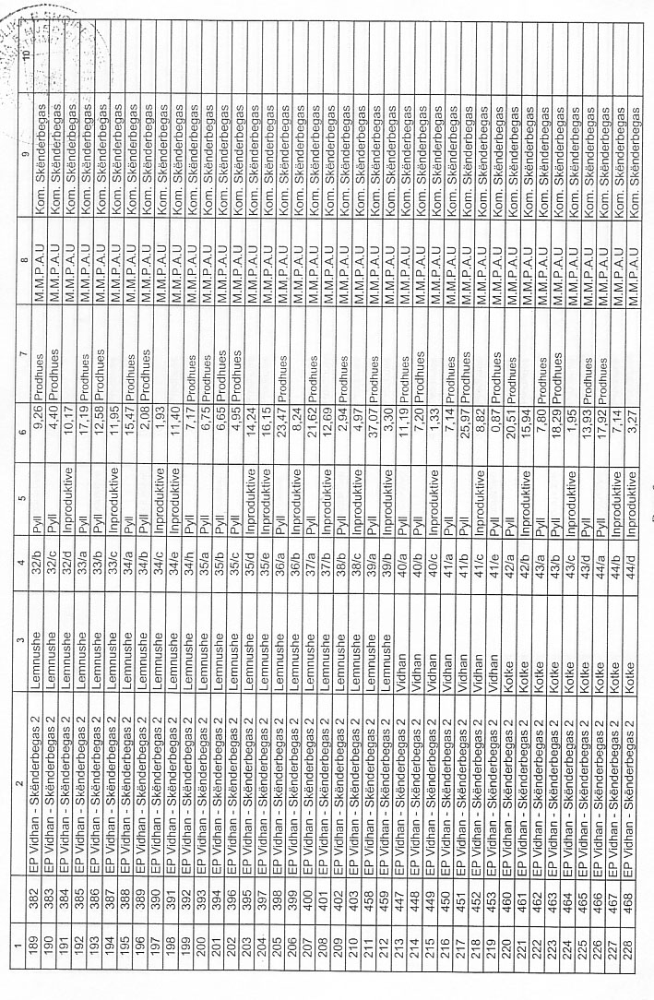 1 2 3 4 5 6 7 8 9 10
189 382 EP Vidhan - Skënderbegas 2 Lemnushe 32/b Pyll 9,26 Prodhues M.M.P.A.U Kom. Skënderbegas
190 383 EP Vidhan - Skënderbegas 2 Lemnushe 32/c Pyll 4,40 Prodhues M.M.P.A.U Kom. Skënderbegas
191 384 EP Vidhan - Skënderbegas 2 Lemnushe 32/d Inproduktive 10,17 M.M.P.A.U Kom. Skënderbegas
192 385 EP Vidhan - Skënderbegas 2 Lemnushe 33/a Pyll 17,19 Prodhues M.M.P.A.U Kom. Skënderbegas
193 386 EP Vidhan - Skënderbegas 2 Lemnushe 33/b Pyll 12,58 Prodhues M.M.P.A.U Kom. Skënderbegas
194 387 EP Vidhan - Skënderbegas 2 Lemnushe 33/c Inproduktive 11,95 M.M.P.A.U Kom. Skënderbegas
195 388 EP Vidhan - Skënderbegas 2 Lemnushe 34/a Pyll 15,47 Prodhues M.M.P.A.U Kom. Skënderbegas
196 389 EP Vidhan - Skënderbegas 2 Lemnushe 34/b Pyll 2,08 Prodhues M.M.P.A.U Kom. Skënderbegas
197 390 EP Vidhan - Skënderbegas 2 Lemnushe 34/c Inproduktive 1,93 M.M.P.A.U Kom. Skënderbegas
198 391 EP Vidhan - Skënderbegas 2 Lemnushe 34/e Inproduktive 11,40 M.M.P.A.U Kom. Skënderbegas
199 392 EP Vidhan - Skënderbegas 2 Lemnushe 34/h Pyll 7,17 Prodhues M.M.P.A.U Kom. Skënderbegas
200 393 EP Vidhan - Skënderbegas 2 Lemnushe 35/a Pyll 6,75 Prodhues M.M.P.A.U Kom. Skënderbegas
201 394 EP Vidhan - Skënderbegas 2 Lemnushe 35/b Pyll 6,65 Prodhues M.M.P.A.U Kom. Skënderbegas
202 396 EP Vidhan - Skënderbegas 2 Lemnushe 35/c Pyll 4,95 Prodhues M.M.P.A.U Kom. Skënderbegas
203 395 EP Vidhan - Skënderbegas 2 Lemnushe 35/d Inproduktive 14,24 M.M.P.A.U Kom. Skënderbegas
204 397 EP Vidhan - Skënderbegas 2 Lemnushe 35/e Inproduktive 16,15 M.M.P.A.U Kom. Skënderbegas
205 398 EP Vidhan - Skënderbegas 2 Lemnushe 36/a Pyll 23,47 Prodhues M.M.P.A.U Kom. Skënderbegas
206 399 EP Vidhan - Skënderbegas 2 Lemnushe 36/b Inproduktive 8,24 M.M.P.A.U Kom. Skënderbegas
207 400 EP Vidhan - Skënderbegas 2 Lemnushe 37/a Pyll 21,62 Prodhues M.M.P.A.U Kom. Skënderbegas
208 401 EP Vidhan - Skënderbegas 2 Lemnushe 37/b Inproduktive 12,69 M.M.P.A.U Kom. Skënderbegas
209 402 EP Vidhan - Skënderbegas 2 Lemnushe 38/b Pyll 2,94 Prodhues M.M.P.A.U Kom. Skënderbegas
210 403 EP Vidhan - Skënderbegas 2 Lemnushe 38/c Inproduktive 4,97 M.M.P.A.U Kom. Skënderbegas
211 458 EP Vidhan - Skënderbegas 2 Lemnushe 39/a Pyll 37,07 Prodhues M.M.P.A.U Kom. Skënderbegas
212 459 EP Vidhan - Skënderbegas 2 Lemnushe 39/b Inproduktive 3,30 M.M.P.A.U Kom. Skënderbegas
213 447 EP Vidhan - Skënderbegas 2 Vidhan 40/a Pyll 11,19 Prodhues M.M.P.A.U Kom. Skënderbegas
214 448 EP Vidhan - Skënderbegas 2 Vidhan 40/b Pyll 7,20 Prodhues M.M.P.A.U Kom. Skënderbegas
215 449 EP Vidhan - Skënderbegas 2 Vidhan 40/c Inproduktive 1,33 M.M.P.A.U Kom. Skënderbegas
216 450 EP Vidhan - Skënderbegas 2 Vidhan 41/a Pyll 7,14 Prodhues M.M.P.A.U Kom. Skënderbegas
217 451 EP Vidhan - Skënderbegas 2 Vidhan 41/b Pyll 25,97 Prodhues M.M.P.A.U Kom. Skënderbegas
218 452 EP Vidhan - Skënderbegas 2 Vidhan 41/c Inproduktive 8,82 M.M.P.A.U Kom. Skënderbegas
219 453 EP Vidhan - Skënderbegas 2 Vidhan 41/e Pyll 0,87 Prodhues M.M.P.A.U Kom. Skënderbegas
220 460 EP Vidhan - Skënderbegas 2 Kotke 42/a Pyll 20,51 Prodhues M.M.P.A.U Kom. Skënderbegas
221 461 EP Vidhan - Skënderbegas 2 Kotke 42/b Inproduktive 15,94 M.M.P.A.U Kom. Skënderbegas
222 462 EP Vidhan - Skënderbegas 2 Kotke 43/a Pyll 7,80 Prodhues M.M.P.A.U Kom. Skënderbegas
223 463 EP Vidhan - Skënderbegas 2 Kotke 43/b Pyll 18,29 Prodhues M.M.P.A.U Kom. Skënderbegas
224 464 EP Vidhan - Skënderbegas 2 Kotke 43/c Inproduktive 1,95 M.M.P.A.U Kom. Skënderbegas
225 465 EP Vidhan - Skënderbegas 2 Kotke 43/d Pyll 13,93 Prodhues M.M.P.A.U Kom. Skënderbegas
226 466 EP Vidhan - Skënderbegas 2 Kotke 44/a Pyll 17,92 Prodhues M.M.P.A.U Kom. Skënderbegas
227 467 EP Vidhan - Skënderbegas 2 Kotke 44/b Inproduktive 7,14 M.M.P.A.U Kom. Skënderbegas
228 468 EP Vidhan - Skënderbegas 2 Kotke 44/d Inproduktive 3,27 M.M.P.A.U Kom. Skënderbegas